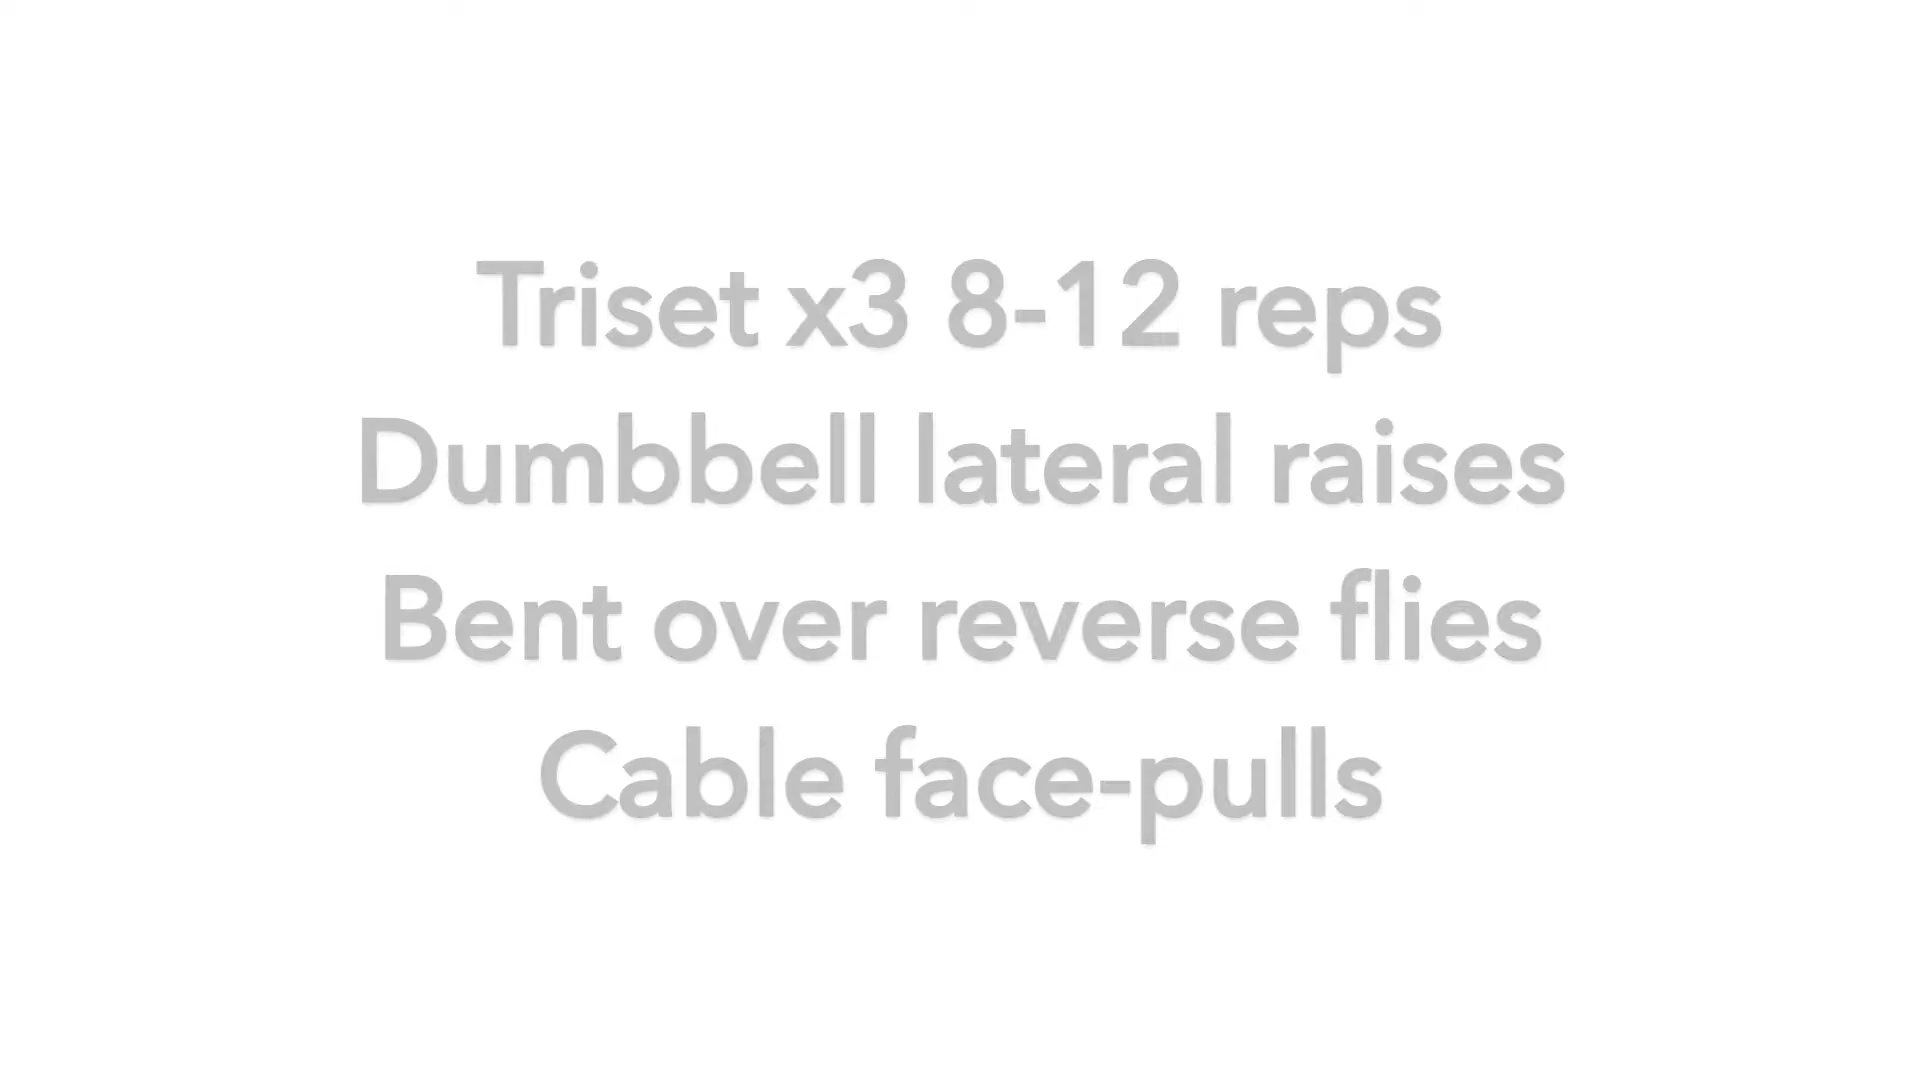 Triset x3 8-12 reps
Dumbbell lateral raises
Bent over reverse flies
Cable face-pulls